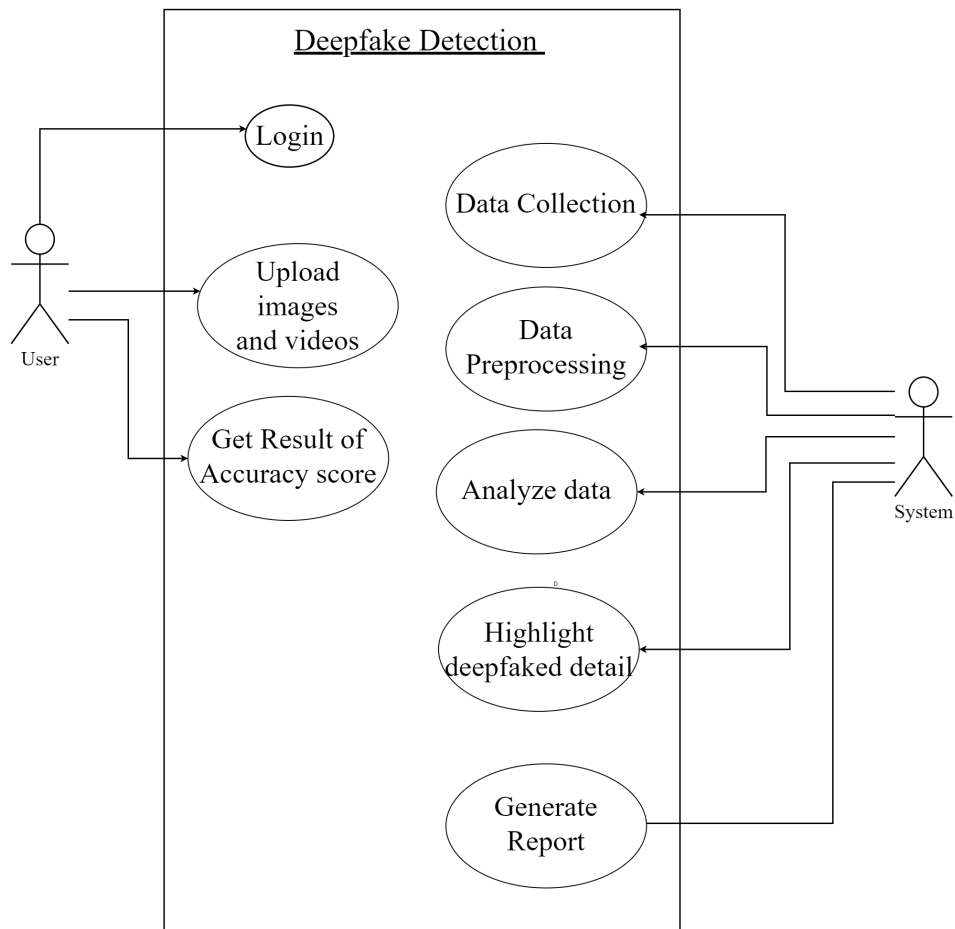 Deepfake Detection
Login
Data Collection
Upload
images
and videos
Data
Preprocessing
User
Get Result of
Accuracy score
Analyze data
System
D
Highlight
deepfaked detail
Generate
Report